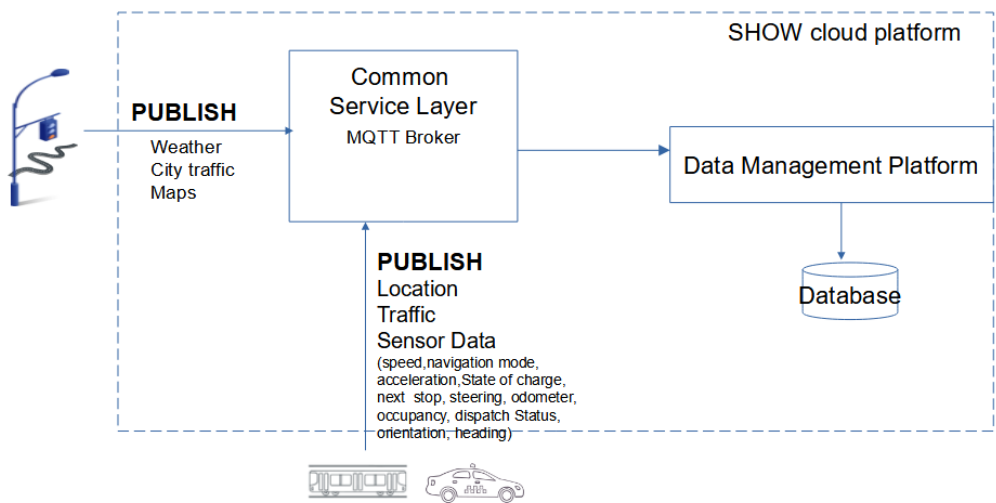 SHOW cloud platform
Common
Service Layer
MQTT Broker
PUBLISH
Weather
City traffic
Maps
Data Management Platform
Database
PUBLISH
Location
Traffic
Sensor Data
(speed,navigation mode,
acceleration,State of charge,
next stop, steering, odometer,
occupancy, dispatch Status,
orientation, heading)